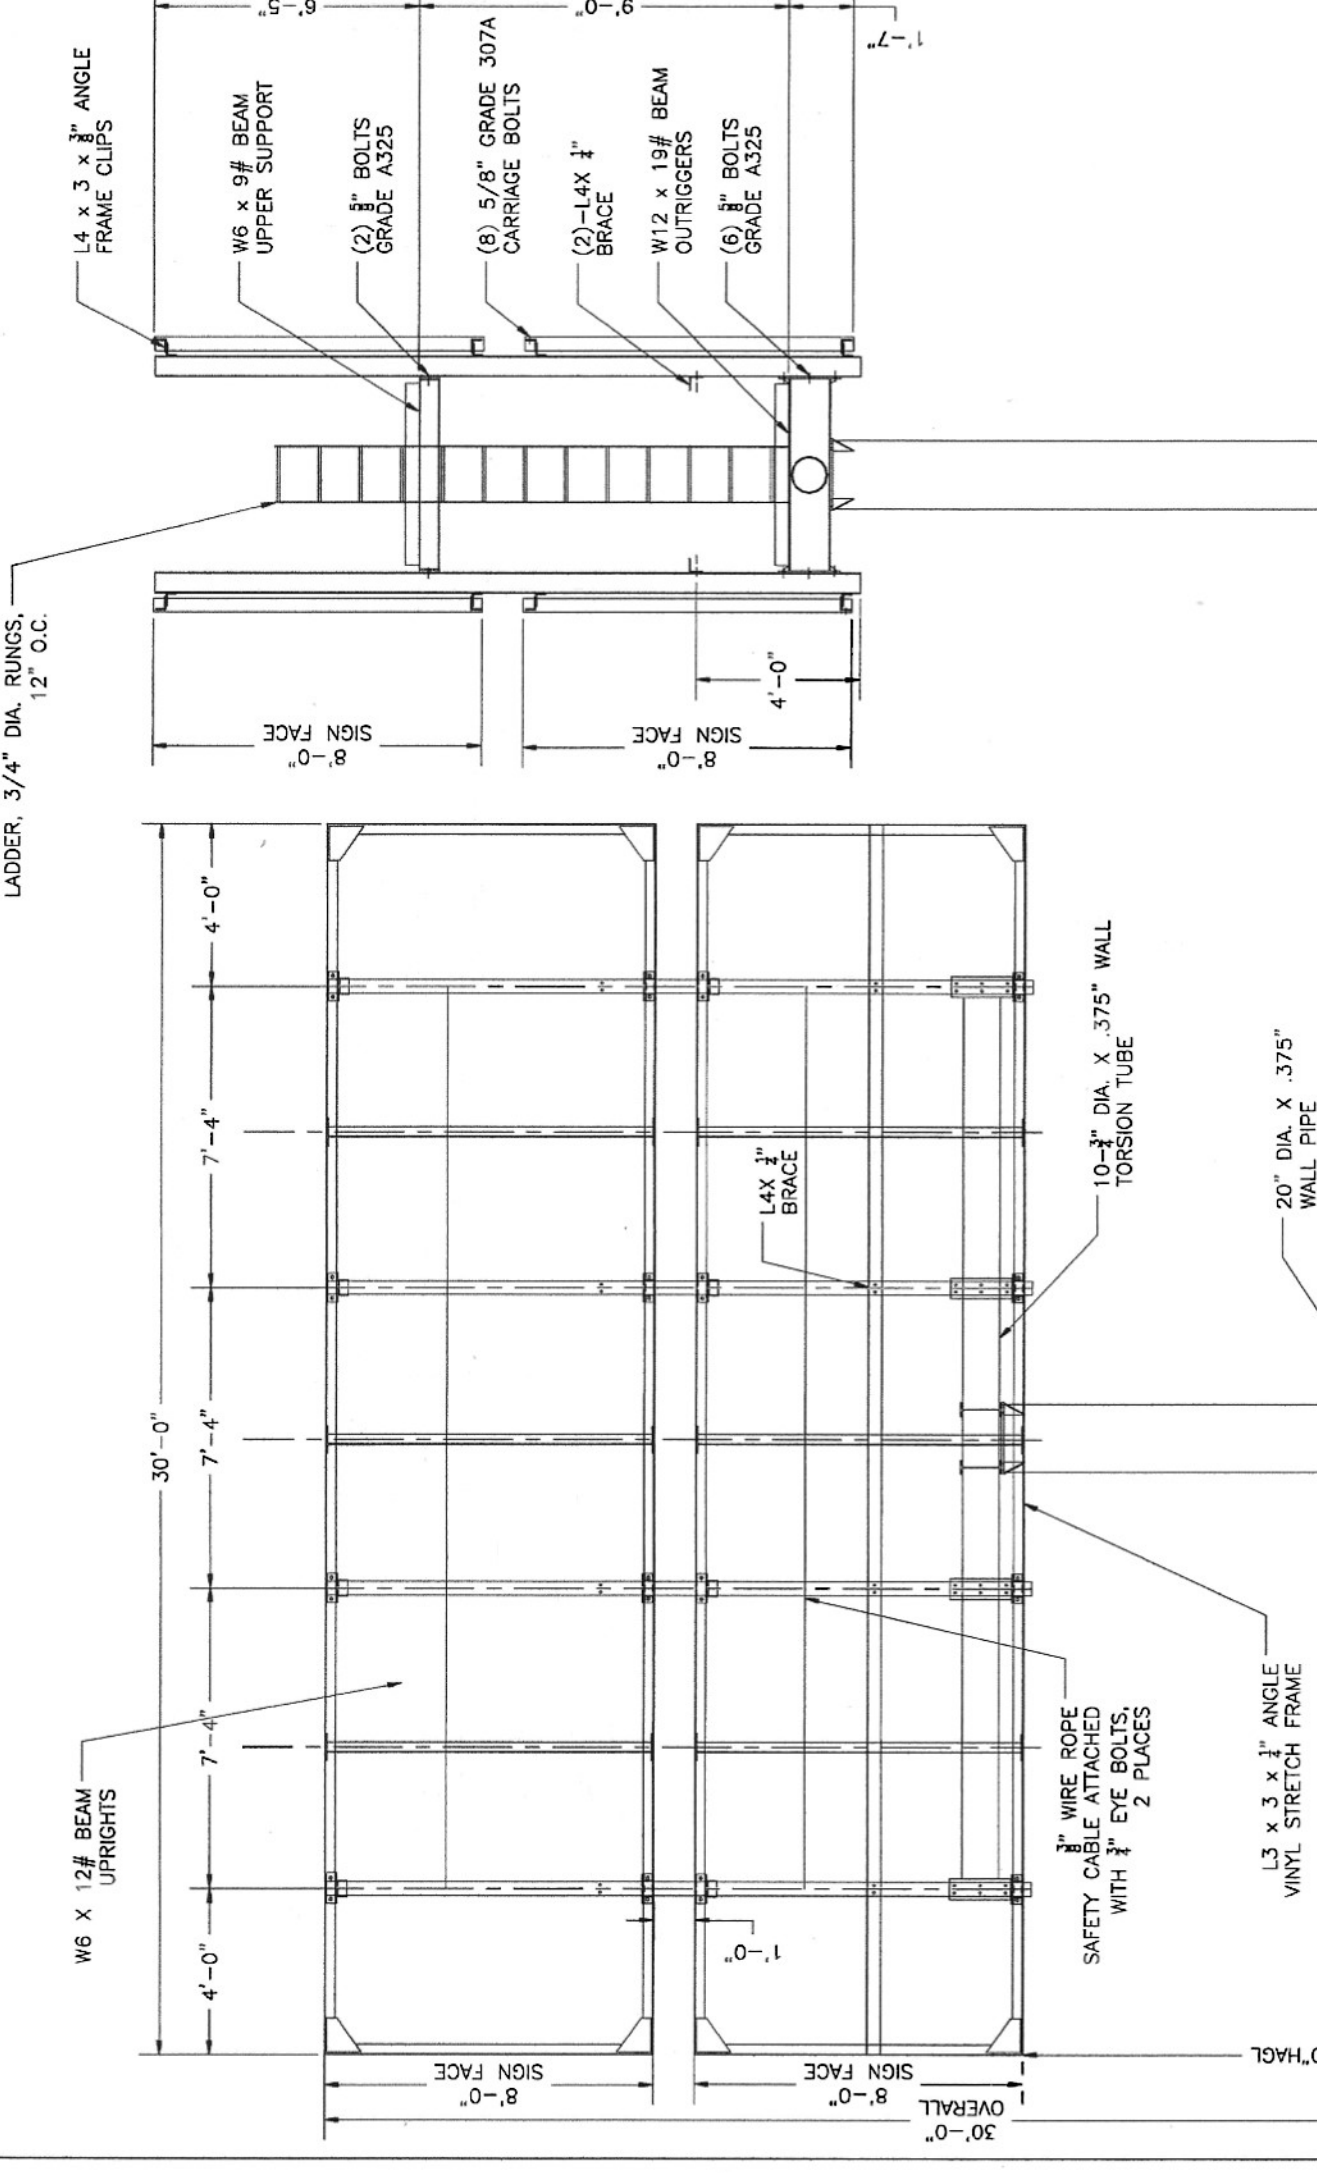 LADDER, 3/4" DIA. RUNGS,
12" O.C.
L4 x 3 x 3/8" ANGLE
FRAME CLIPS
W6 x 9# BEAM
UPPER SUPPORT
(2) 5/8" BOLTS
GRADE A325
(8) 5/8" GRADE 307A
CARRIAGE BOLTS
(2)-L4X 1/4"
BRACE
W12 x 19# BEAM
OUTRIGGERS
(6) 5/8" BOLTS
GRADE A325
6'-5"
9'-0"
1'-7"
8'-0"
SIGN FACE
8'-0"
SIGN FACE
4'-0"
W6 X 12# BEAM
UPRIGHTS
30'-0"
4'-0"
7'-4"
7'-4"
7'-4"
4'-0"
L4X 1/4"
BRACE
1'-0"
8'-0"
SIGN FACE
8'-0"
SIGN FACE
30'-0"
OVERALL
10-3/4" DIA. X .375" WALL
TORSION TUBE
20" DIA. X .375"
WALL PIPE
3/8" WIRE ROPE
SAFETY CABLE ATTACHED
WITH 3/4" EYE BOLTS,
2 PLACES
L3 x 3 x 1/4" ANGLE
VINYL STRETCH FRAME
HAGL